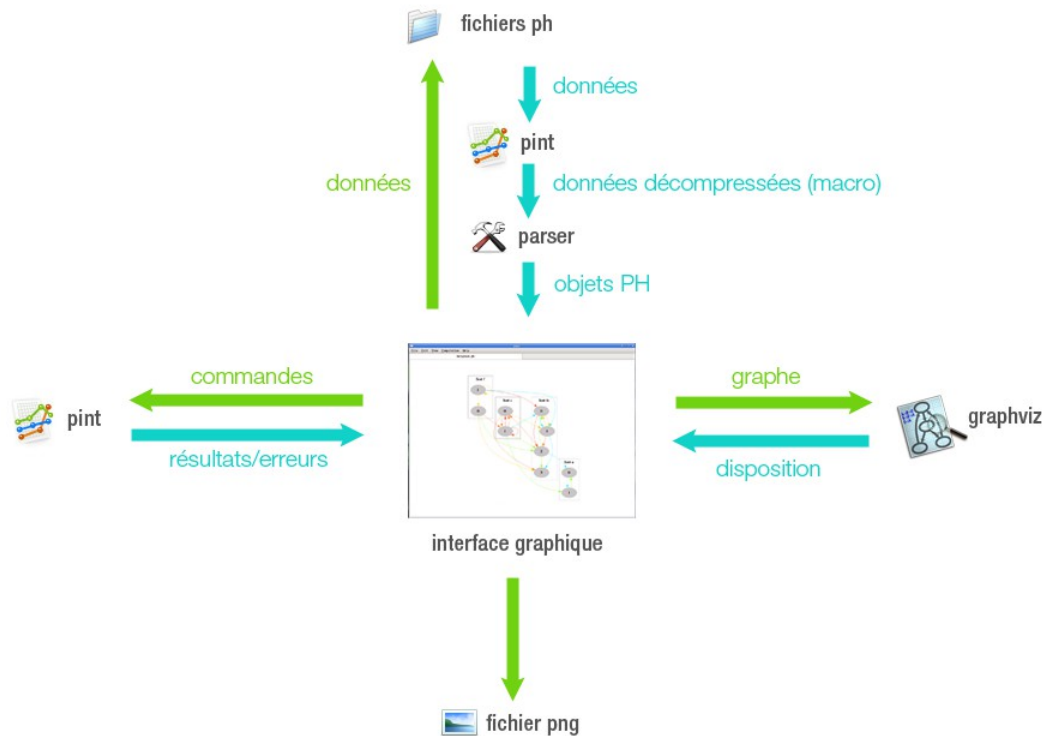 fichiers ph
données
pint
données
données décompressées (macro)
parser
objets PH
commandes
graphe
pint
graphviz
résultats/erreurs
disposition
interface graphique
fichier png